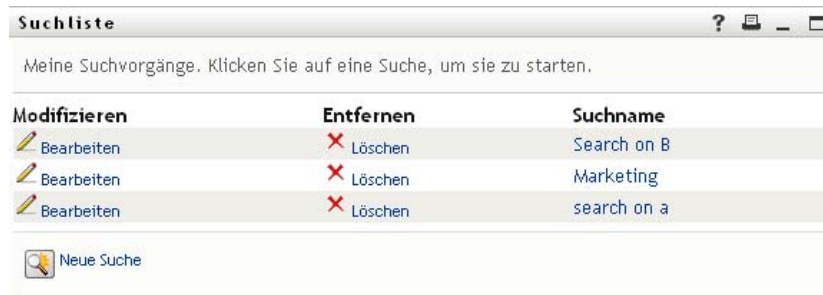 Suchliste ?
Meine Suchvorgänge. Klicken Sie auf eine Suche, um sie zu starten.
Modifizieren Entfernen Suchname
Bearbeiten Löschen Search on B
Bearbeiten Löschen Marketing
Bearbeiten Löschen search on a
Neue Suche